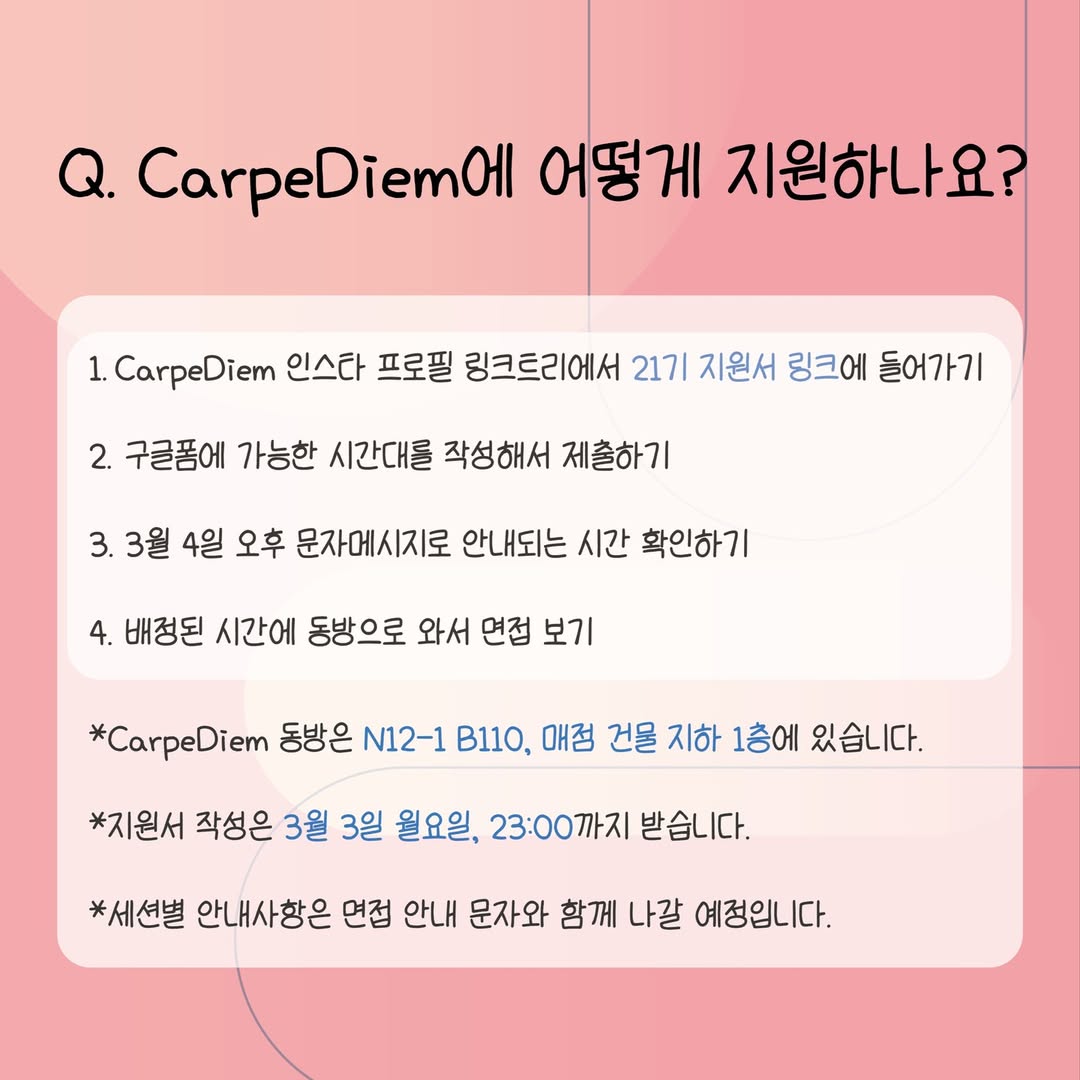 Q. CarpeDiem에 어떻게 지원하나요?
1. CarpeDiem 인스타 프로필 링크트리에서 21기 지원서 링크에 들어가기
2. 구글폼에 가능한 시간대를 작성해서 제출하기
3. 3월 4일 오후 문자메시지로 안내되는 시간 확인하기
4. 배정된 시간에 동방으로 와서 면접 보기
*CarpeDiem 동방은 N12-1 B110, 매점 건물 지하 1층에 있습니다.
*지원서 작성은 3월 3일 월요일, 23:00까지 받습니다.
*세션별 안내사항은 면접 안내 문자와 함께 나갈 예정입니다.